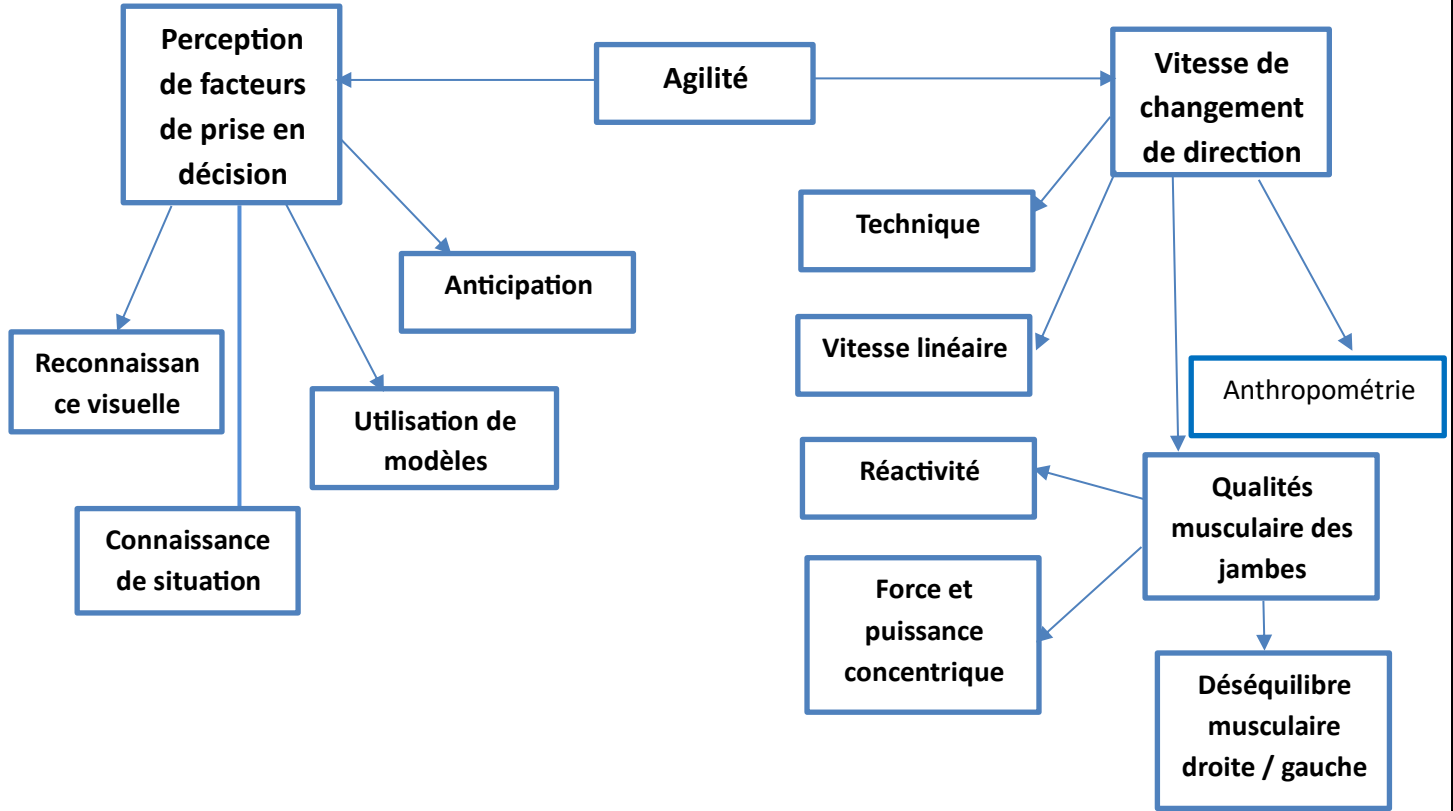 Perception
de facteurs
de prise en
décision
Agilité
Vitesse de
changement
de direction
Technique
Anticipation
Vitesse linéaire
Reconnaissan
ce visuelle
Anthropométrie
Utilisation de
modèles
Réactivité
Qualités
musculaire des
jambes
Connaissance
de situation
Force et
puissance
concentrique
Déséquilibre
musculaire
droite / gauche